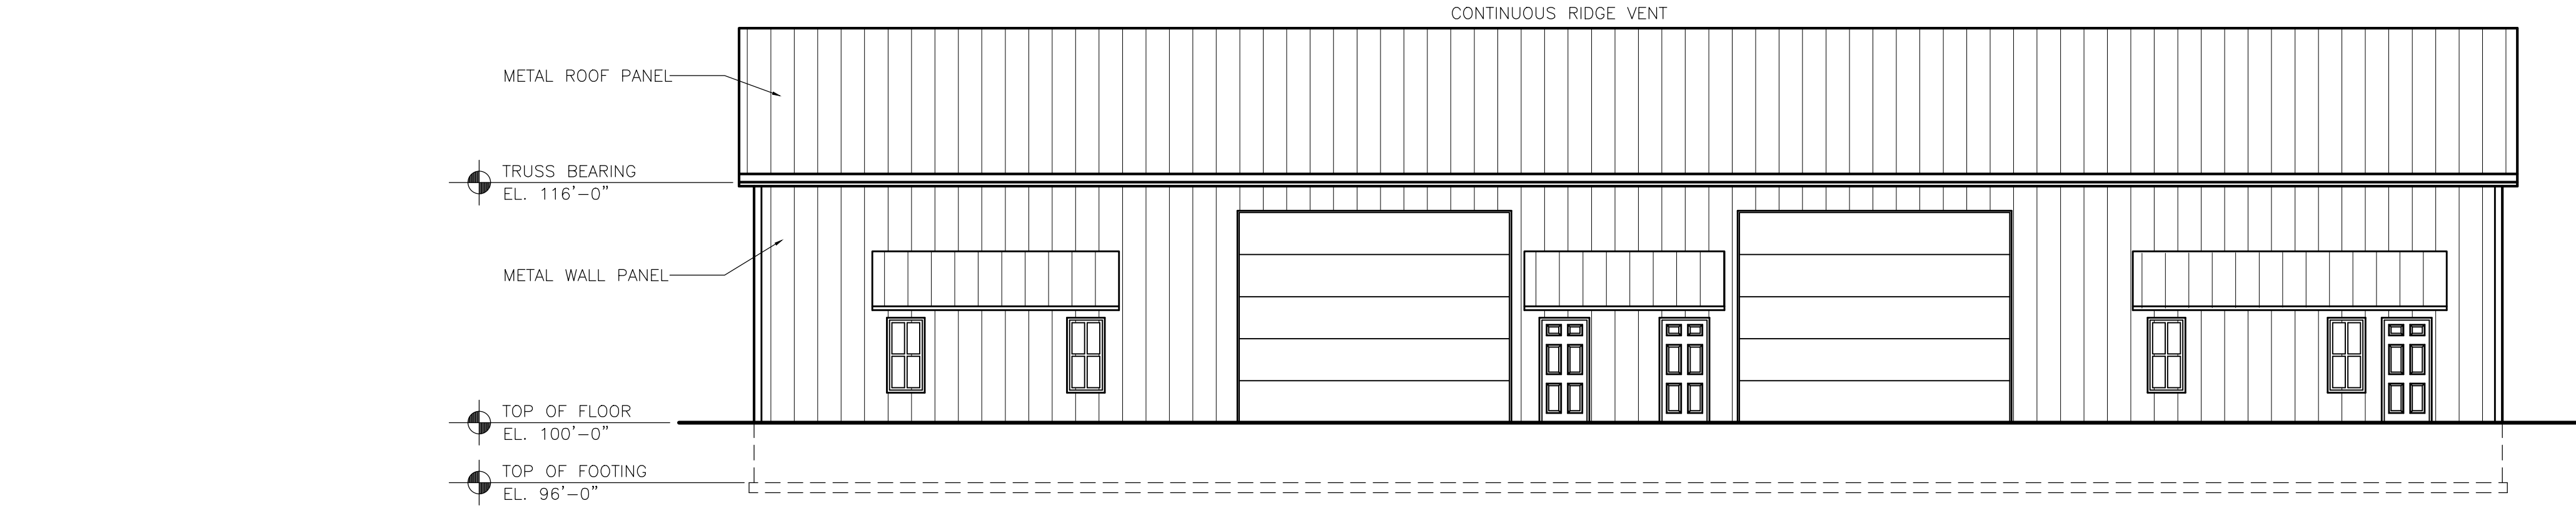 CONTINUOUS RIDGE VENT
METAL ROOF PANEL
TRUSS BEARING
EL. 116'-0"
METAL WALL PANEL
TOP OF FLOOR
EL. 100'-0"
TOP OF FOOTING
EL. 96'-0"